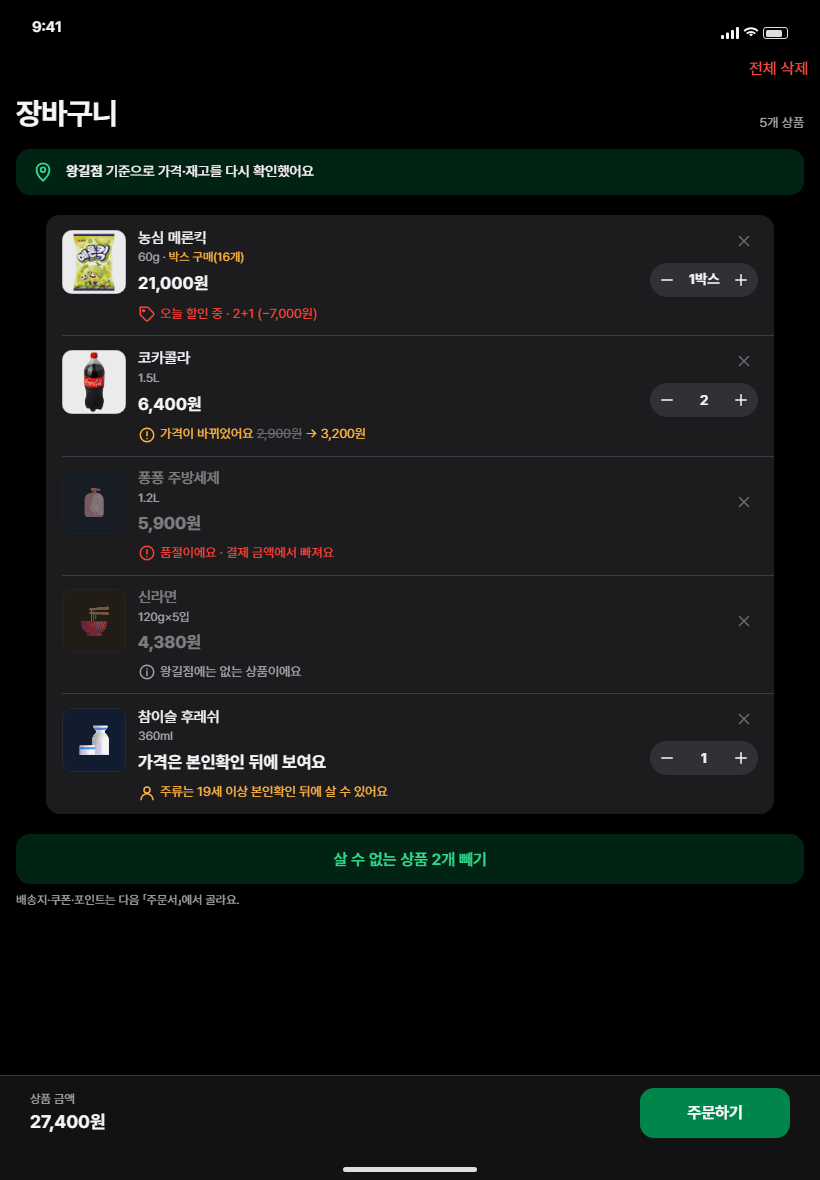 9:41
전체 삭제
장바구니
5개 상품
왕길점 기준으로 가격·재고를 다시 확인했어요
농심 메론킥
60g · 박스 구매(16개)
21,000원
1박스
오늘 할인 중 · 2+1 (−7,000원)
메론킥
코카콜라
1.5L
6,400원
2
가격이 바뀌었어요 2,900원 → 3,200원
Coca-Cola
퐁퐁 주방세제
1.2L
5,900원
품절이에요 · 결제 금액에서 빠져요
신라면
120g×5입
4,380원
왕길점에는 없는 상품이에요
참이슬 후레쉬
360ml
가격은 본인확인 뒤에 보여요
1
주류는 19세 이상 본인확인 뒤에 살 수 있어요
살 수 없는 상품 2개 빼기
배송지·쿠폰·포인트는 다음 「주문서」에서 골라요.
상품 금액
27,400원
주문하기